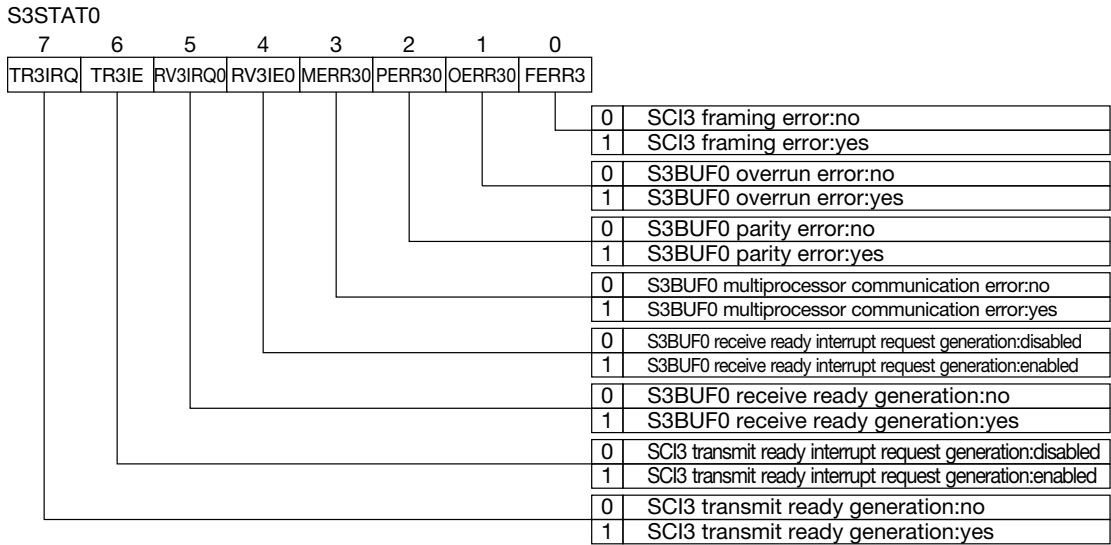 S3STAT0
7 6 5 4 3 2 1 0
TR3IRQ TR3IE RV3IRQ0 RV3IE0 MERR30 PERR30 OERR30 FERR3
0 SCI3 framing error:no
1 SCI3 framing error:yes
0 S3BUF0 overrun error:no
1 S3BUF0 overrun error:yes
0 S3BUF0 parity error:no
1 S3BUF0 parity error:yes
0 S3BUF0 multiprocessor communication error:no
1 S3BUF0 multiprocessor communication error:yes
0 S3BUF0 receive ready interrupt request generation:disabled
1 S3BUF0 receive ready interrupt request generation:enabled
0 S3BUF0 receive ready generation:no
1 S3BUF0 receive ready generation:yes
0 SCI3 transmit ready interrupt request generation:disabled
1 SCI3 transmit ready interrupt request generation:enabled
0 SCI3 transmit ready generation:no
1 SCI3 transmit ready generation:yes